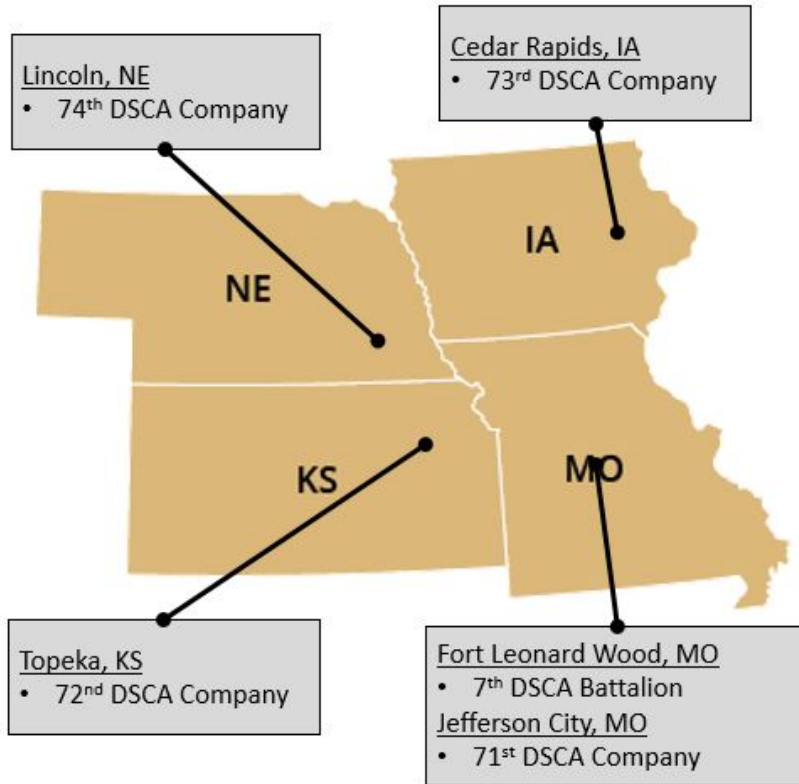 Lincoln, NE
• 74th DSCA Company
Cedar Rapids, IA
• 73rd DSCA Company
NE
IA
KS
MO
Topeka, KS
• 72nd DSCA Company
Fort Leonard Wood, MO
• 7th DSCA Battalion
Jefferson City, MO
• 71st DSCA Company